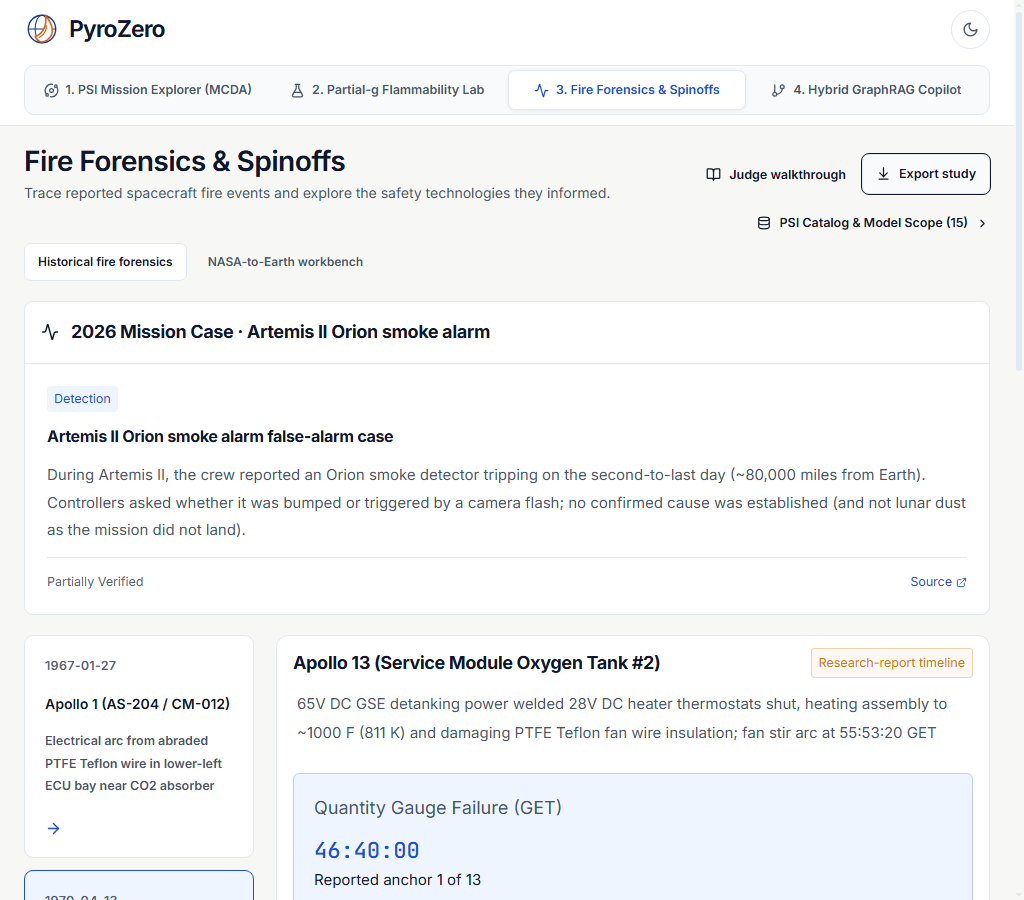 PyroZero
1. PSI Mission Explorer (MCDA)
2. Partial-g Flammability Lab
3. Fire Forensics & Spinoffs
4. Hybrid GraphRAG Copilot
Fire Forensics & Spinoffs
Trace reported spacecraft fire events and explore the safety technologies they informed.
Judge walkthrough
Export study
PSI Catalog & Model Scope (15)
Historical fire forensics
NASA-to-Earth workbench
2026 Mission Case · Artemis II Orion smoke alarm
Detection
Artemis II Orion smoke alarm false-alarm case
During Artemis II, the crew reported an Orion smoke detector tripping on the second-to-last day (~80,000 miles from Earth).
Controllers asked whether it was bumped or triggered by a camera flash; no confirmed cause was established (and not lunar dust
as the mission did not land).
Partially Verified
Source
1967-01-27
Apollo 1 (AS-204 / CM-012)
Electrical arc from abraded
PTFE Teflon wire in lower-left
ECU bay near CO2 absorber
1970-04-13
Apollo 13 (Service Module Oxygen Tank #2)
Research-report timeline
65V DC GSE detanking power welded 28V DC heater thermostats shut, heating assembly to
~1000 F (811 K) and damaging PTFE Teflon fan wire insulation; fan stir arc at 55:53:20 GET
Quantity Gauge Failure (GET)
46:40:00
Reported anchor 1 of 13